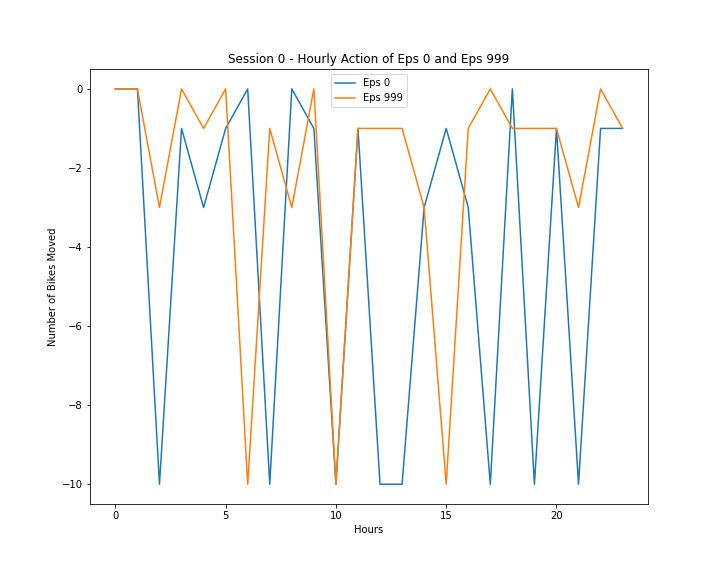 Session 0 - Hourly Action of Eps 0 and Eps 999
Eps 0
Eps 999
0
−2
−4
−6
−8
−10
Number of Bikes Moved
0
5
10
15
20
Hours